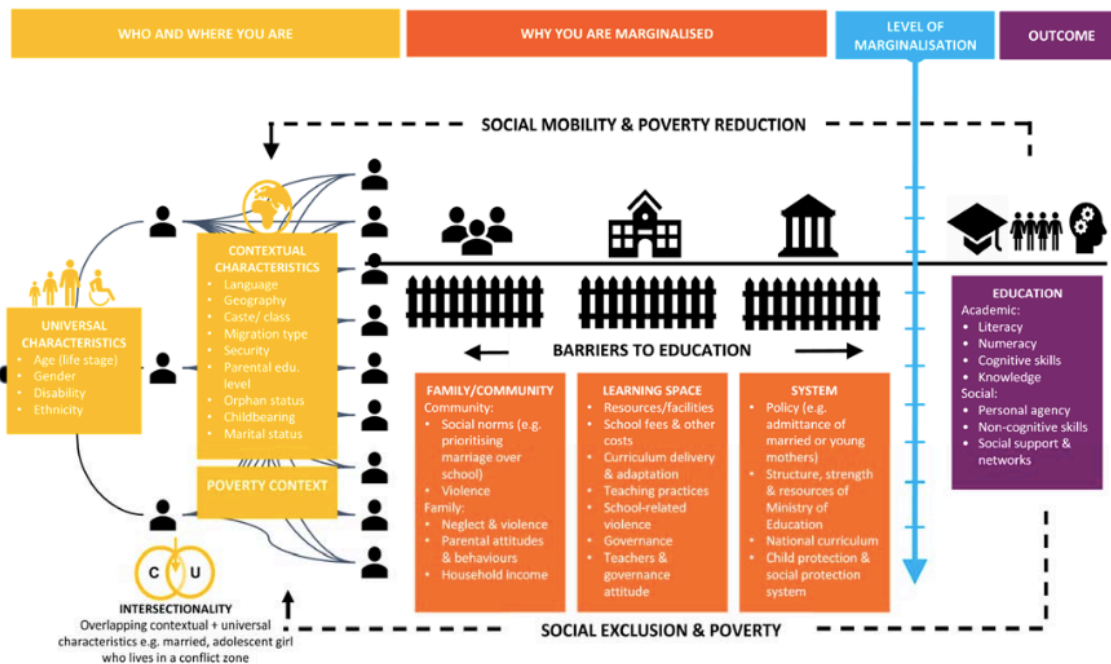 WHO AND WHERE YOU ARE
WHY YOU ARE MARGINALISED
LEVEL OF
MARGINALISATION
OUTCOME
SOCIAL MOBILITY & POVERTY REDUCTION
UNIVERSAL
CHARACTERISTICS
• Age (life stage)
• Gender
• Disability
• Ethnicity
CONTEXTUAL
CHARACTERISTICS
• Language
• Geography
• Caste/ class
• Migration type
• Security
• Parental edu.
level
• Orphan status
• Childbearing
• Marital status
POVERTY CONTEXT
C U
INTERSECTIONALITY
Overlapping contextual + universal
characteristics e.g. married, adolescent girl
who lives in a conflict zone
BARRIERS TO EDUCATION
FAMILY/COMMUNITY
Community:
• Social norms (e.g.
prioritising
marriage over
school)
• Violence
Family:
• Neglect & violence
• Parental attitudes
& behaviours
• Household income
LEARNING SPACE
• Resources/facilities
• School fees & other
costs
• Curriculum delivery
& adaptation
• Teaching practices
• School-related
violence
• Governance
• Teachers &
governance
attitude
SYSTEM
• Policy (e.g.
admittance of
married or young
mothers)
• Structure, strength
& resources of
Ministry of
Education
• National curriculum
• Child protection &
social protection
system
EDUCATION
Academic:
• Literacy
• Numeracy
• Cognitive skills
• Knowledge
Social:
• Personal agency
• Non-cognitive skills
• Social support &
networks
SOCIAL EXCLUSION & POVERTY